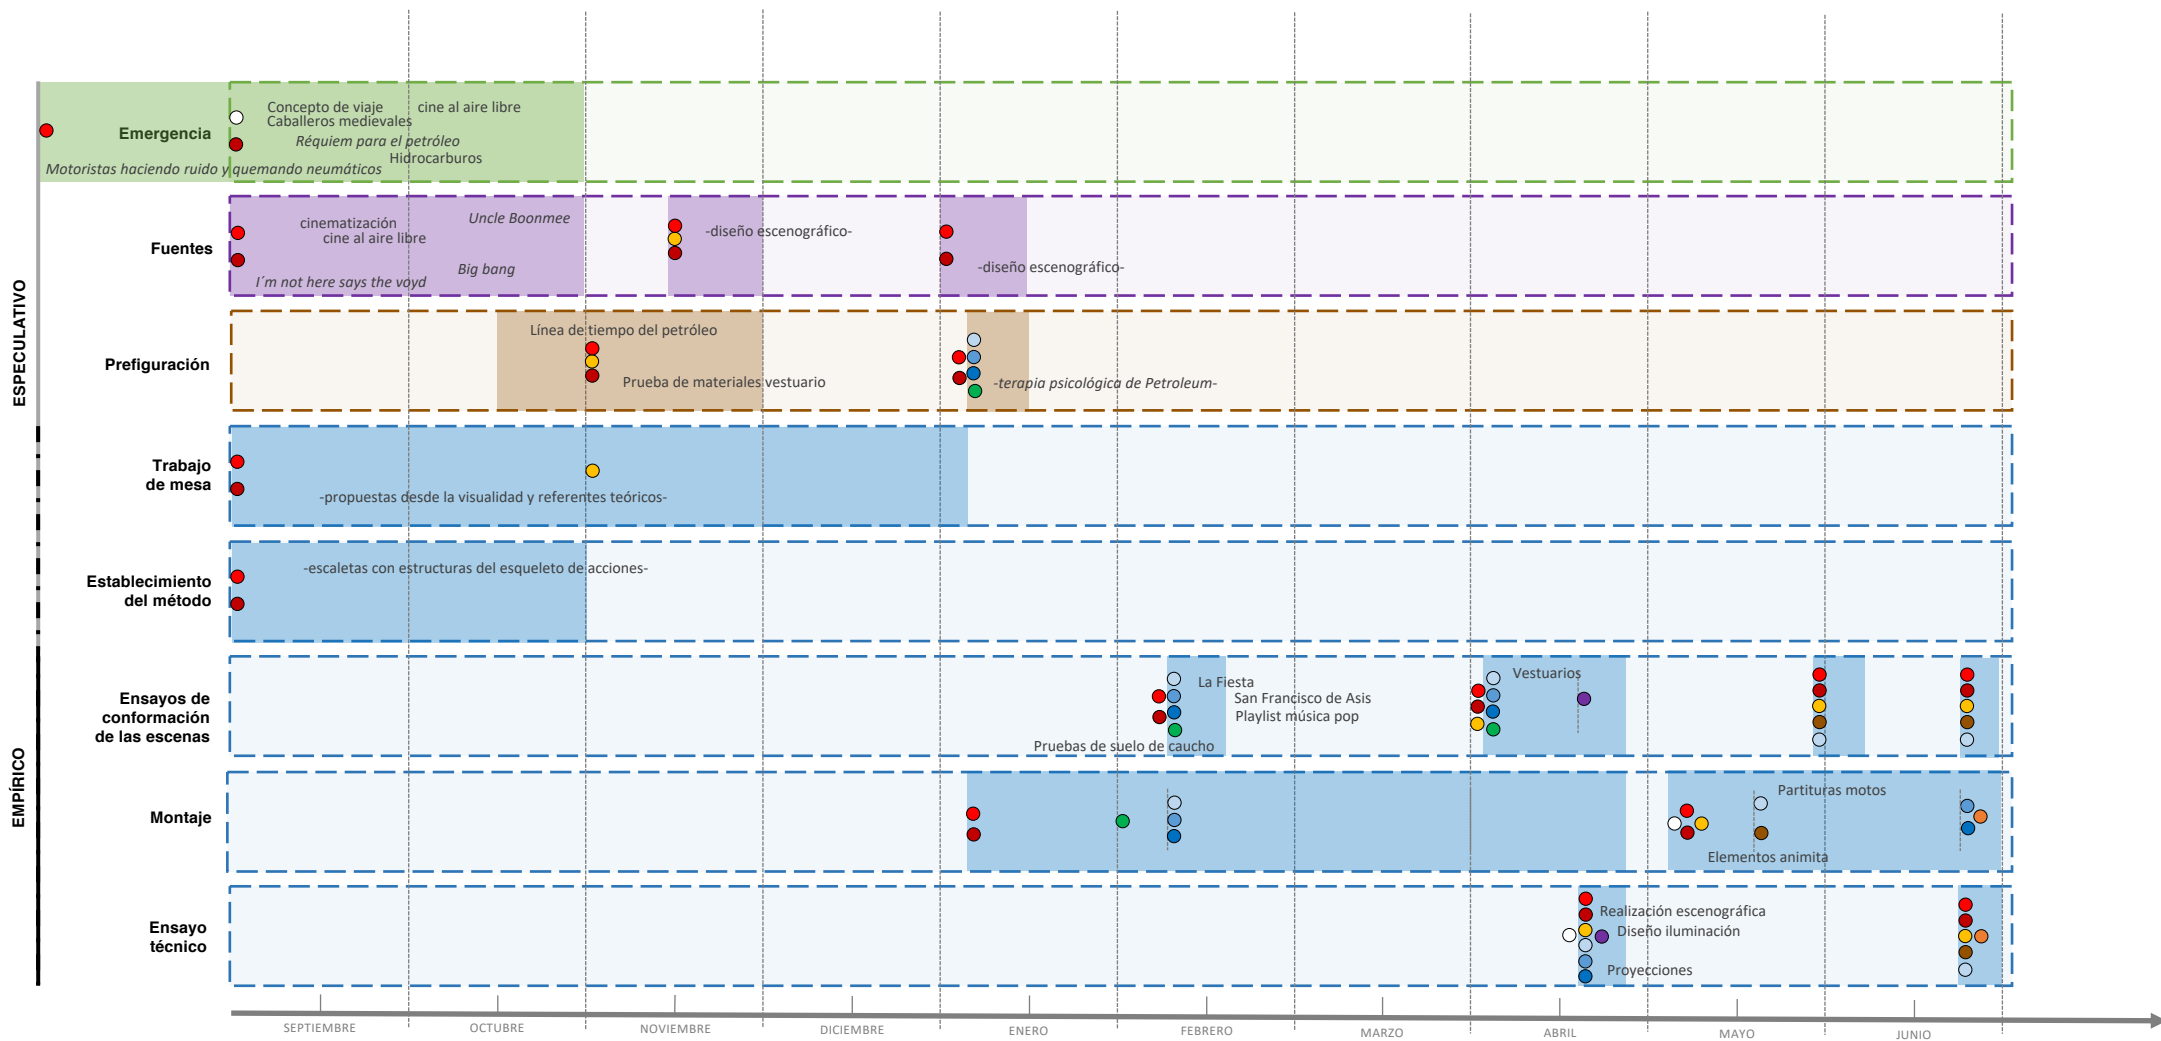 ESPECULATIVO
EMPÍRICO
Emergencia
Concepto de viaje
cine al aire libre
Caballeros medievales
Réquiem para el petróleo
Hidrocarburos
Motoristas haciendo ruido y quemando neumáticos
Fuentes
cinematización
Uncle Boonmee
cine al aire libre
Big bang
I´m not here says the voyd
-diseño escenográfico-
-diseño escenográfico-
Prefiguración
Línea de tiempo del petróleo
Prueba de materiales vestuario
-terapia psicológica de Petroleum-
Trabajo
de mesa
-propuestas desde la visualidad y referentes teóricos-
Establecimiento
del método
-escaletas con estructuras del esqueleto de acciones-
Ensayos de
conformación
de las escenas
La Fiesta
San Francisco de Asis
Playlist música pop
Pruebas de suelo de caucho
Vestuarios
Montaje
Partituras motos
Elementos animita
Ensayo
técnico
Realización escenográfica
Diseño iluminación
Proyecciones
SEPTIEMBRE
OCTUBRE
NOVIEMBRE
DICIEMBRE
ENERO
FEBRERO
MARZO
ABRIL
MAYO
JUNIO